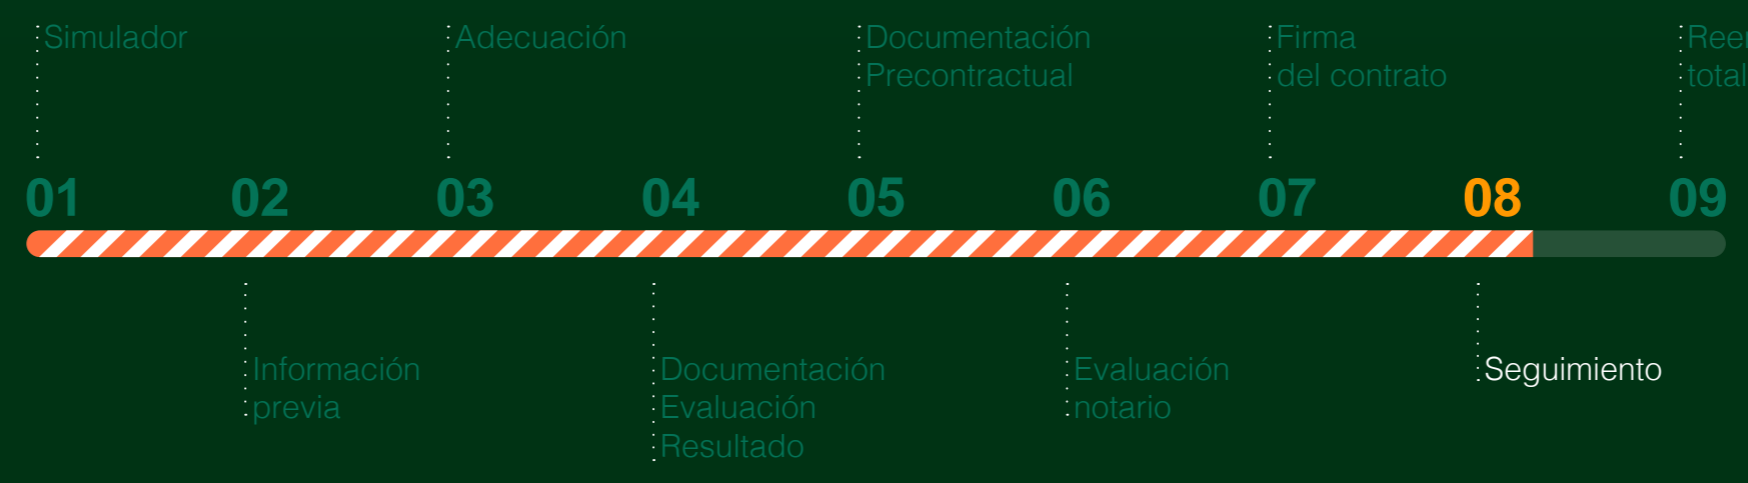 Simulador
Adecuación
Documentación
Precontractual
Firma
del contrato
total
01 02 03 04 05 06 07 08 09
Información
previa
Documentación
Evaluación
Resultado
Evaluación
notario
Seguimiento